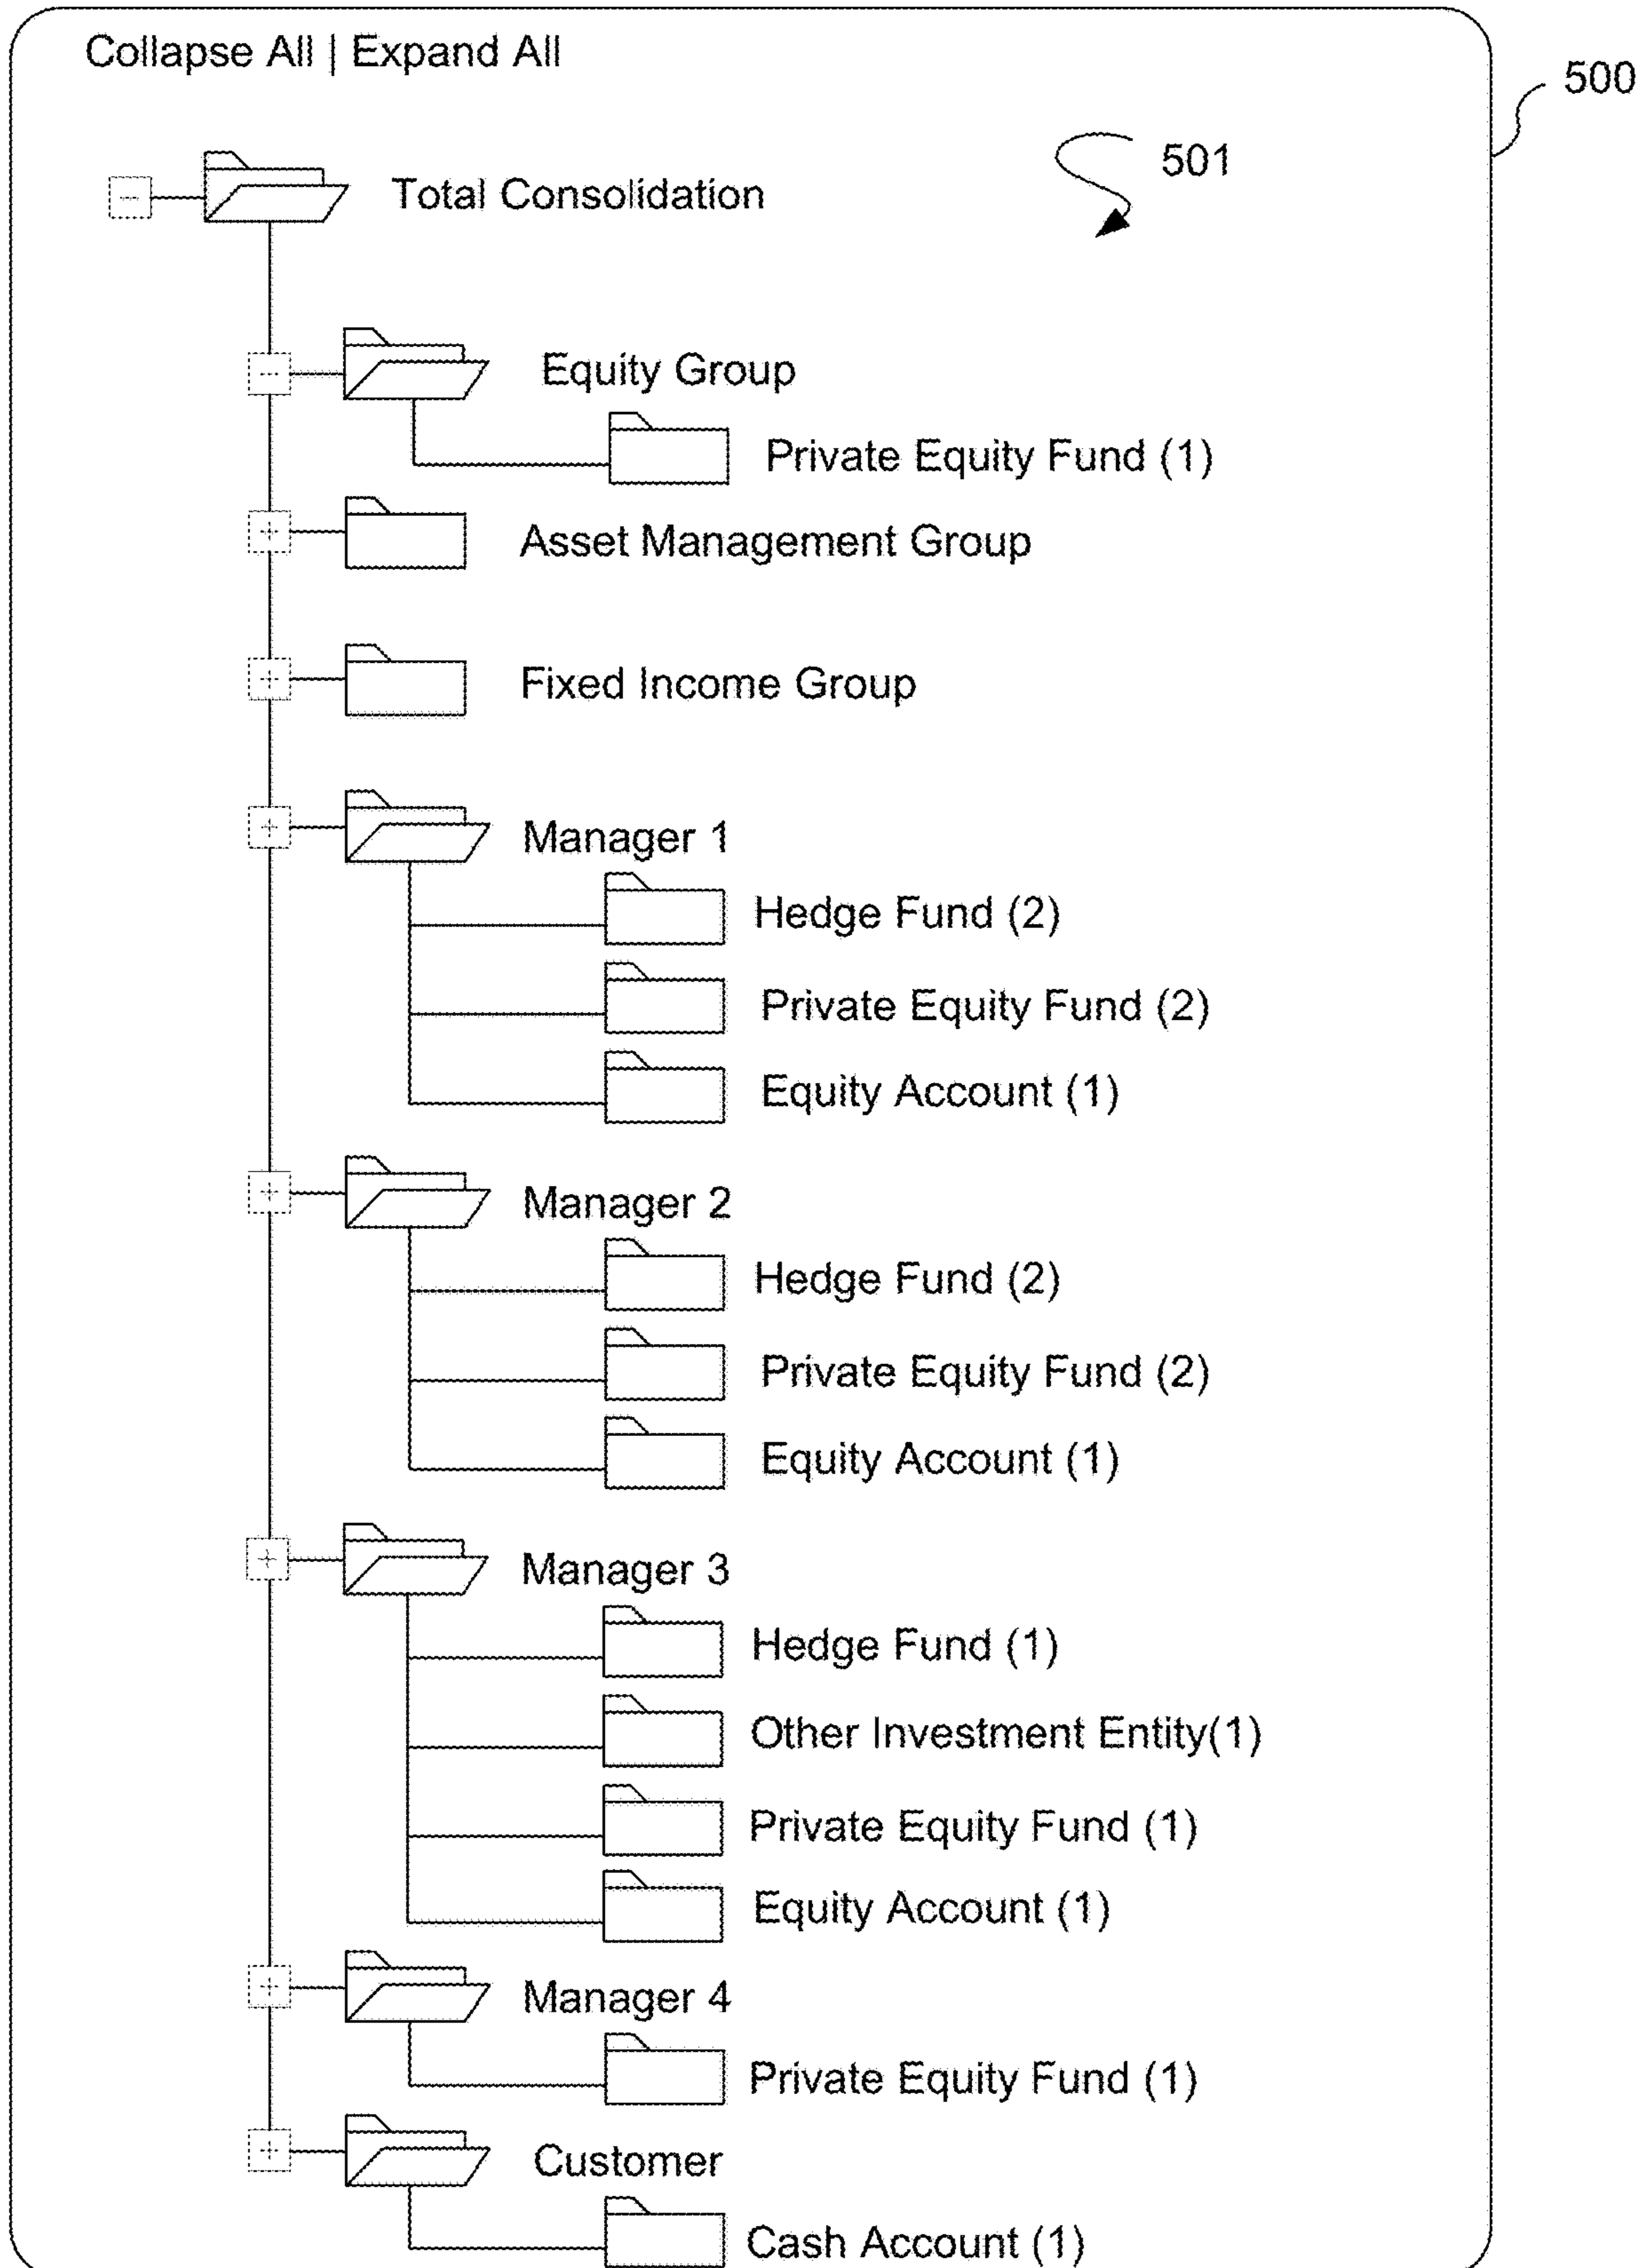 Collapse All | Expand All
500
501
Total Consolidation
Equity Group
Private Equity Fund (1)
Asset Management Group
Fixed Income Group
Manager 1
Hedge Fund (2)
Private Equity Fund (2)
Equity Account (1)
Manager 2
Hedge Fund (2)
Private Equity Fund (2)
Equity Account (1)
Manager 3
Hedge Fund (1)
Other Investment Entity(1)
Private Equity Fund (1)
Equity Account (1)
Manager 4
Private Equity Fund (1)
Customer
Cash Account (1)